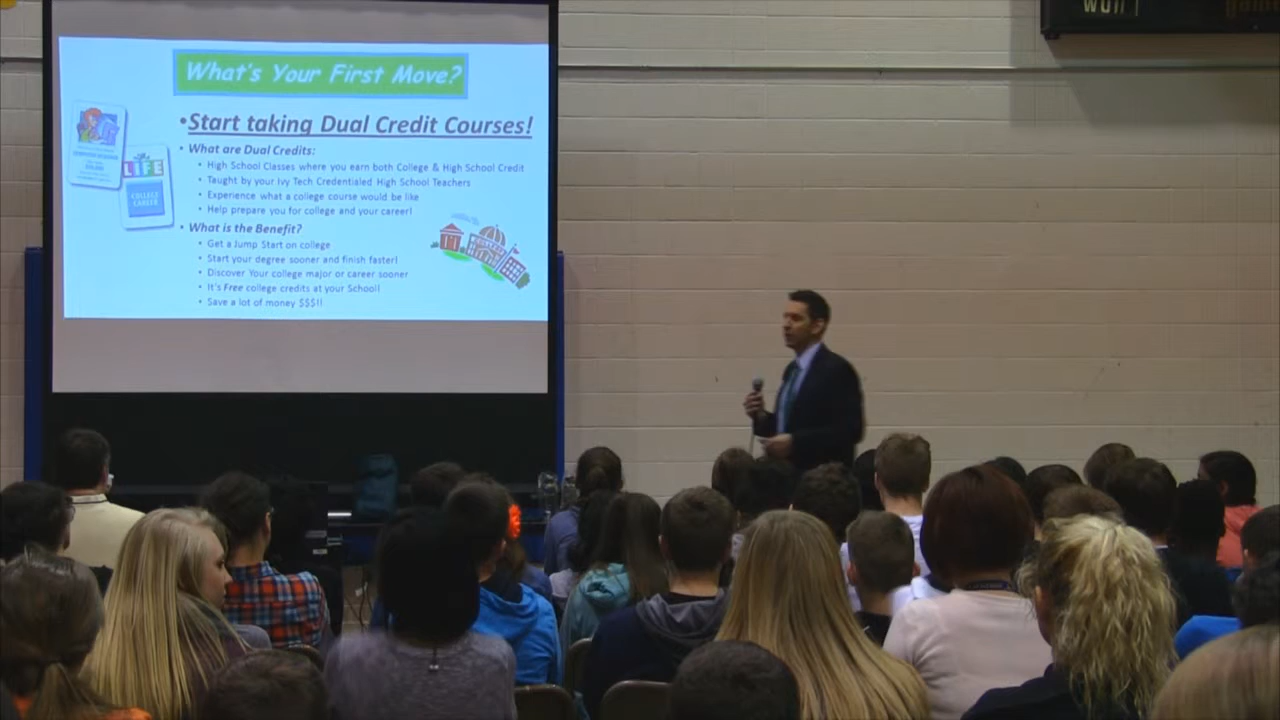 WON
What's Your First Move?
•Start taking Dual Credit Courses!
• What are Dual Credits:
• High School Classes where you earn both College & High School Credit
• Taught by your Ivy Tech Credentialed High School Teachers
• Experience what a college course would be like
• Help prepare you for college and your career!
LIFE
COLLEGE
CAREER
• What is the Benefit?
• Get a Jump Start on college
• Start your degree sooner and finish faster!
• Discover Your college major or career sooner
• It's Free college credits at your School!
• Save a lot of money $$$!!